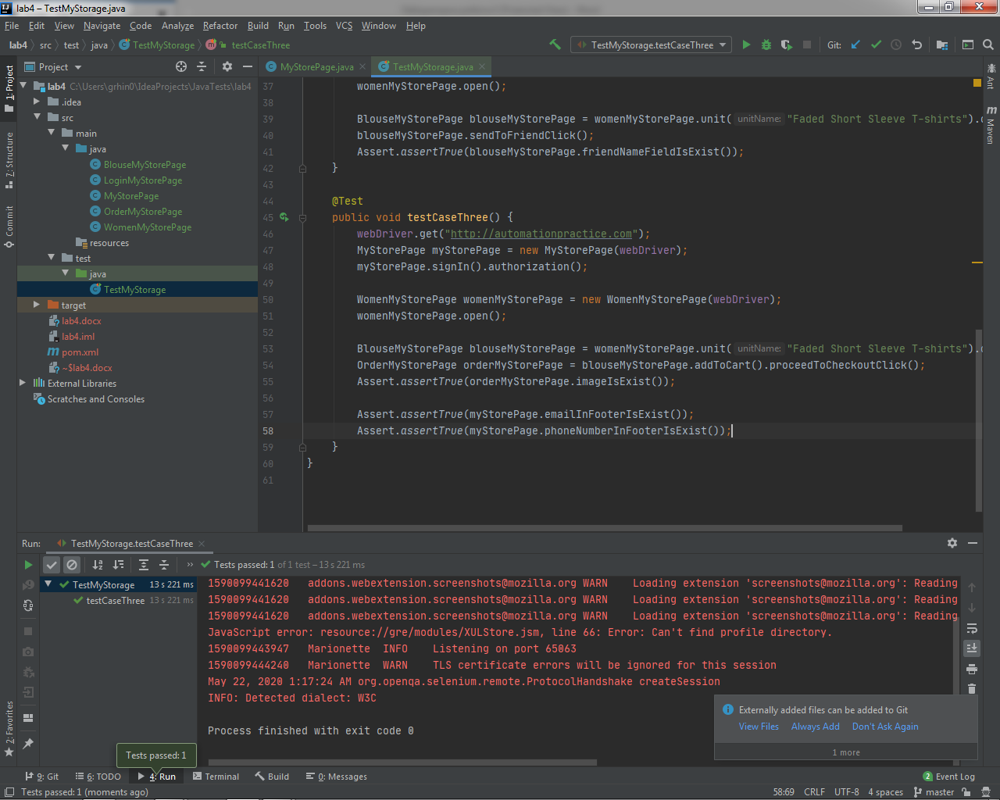 lab4 – TestMyStorage.java
File Edit View Navigate Code Analyze Refactor Build Run Tools VCS Window Help
lab4 src test java TestMyStorage testCaseThree
TestMyStorage.testCaseThree
Git:
1: Project
7: Structure
Commit
2: Favorites
Project
lab4 C:\Users\grhin0\IdeaProjects\JavaTests\lab4
.idea
src
main
java
BlouseMyStorePage
LoginMyStorePage
MyStorePage
OrderMyStorePage
WomenMyStorePage
resources
test
java
TestMyStorage
target
lab4.docx
lab4.iml
pom.xml
~$lab4.docx
External Libraries
Scratches and Consoles
MyStorePage.java TestMyStorage.java
37 womenMyStorePage.open();
38
39 BlouseMyStorePage blouseMyStorePage = womenMyStorePage.unit( unitName: "Faded Short Sleeve T-shirts").
40 blouseMyStorePage.sendToFriendClick();
41 Assert.assertTrue(blouseMyStorePage.friendNameFieldIsExist());
42 }
43
44 @Test
45 public void testCaseThree() {
46 webDriver.get("http://automationpractice.com");
47 MyStorePage myStorePage = new MyStorePage(webDriver);
48 myStorePage.signIn().authorization();
49
50 WomenMyStorePage womenMyStorePage = new WomenMyStorePage(webDriver);
51 womenMyStorePage.open();
52
53 BlouseMyStorePage blouseMyStorePage = womenMyStorePage.unit( unitName: "Faded Short Sleeve T-shirts").
54 OrderMyStorePage orderMyStorePage = blouseMyStorePage.addToCart().proceedToCheckoutClick();
55 Assert.assertTrue(orderMyStorePage.imageIsExist());
56
57 Assert.assertTrue(myStorePage.emailInFooterIsExist());
58 Assert.assertTrue(myStorePage.phoneNumberInFooterIsExist());
59 }
60 }
61
Ant
Maven
Run: TestMyStorage.testCaseThree
Tests passed: 1 of 1 test – 13 s 221 ms
TestMyStorage 13 s 221 ms
testCaseThree 13 s 221 ms
1590099441620 addons.webextension.screenshots@mozilla.org WARN Loading extension 'screenshots@mozilla.org': Reading
1590099441620 addons.webextension.screenshots@mozilla.org WARN Loading extension 'screenshots@mozilla.org': Reading
1590099441620 addons.webextension.screenshots@mozilla.org WARN Loading extension 'screenshots@mozilla.org': Reading
JavaScript error: resource://gre/modules/XULStore.jsm, line 66: Error: Can't find profile directory.
1590099443947 Marionette INFO Listening on port 65063
1590099444240 Marionette WARN TLS certificate errors will be ignored for this session
May 22, 2020 1:17:24 AM org.openqa.selenium.remote.ProtocolHandshake createSession
INFO: Detected dialect: W3C
Process finished with exit code 0
Externally added files can be added to Git
View Files Always Add Don't Ask Again
1 more
Tests passed: 1
9: Git 6: TODO 4: Run Terminal Build 0: Messages 2 Event Log
Tests passed: 1 (moments ago) 58:69 CRLF UTF-8 4 spaces master